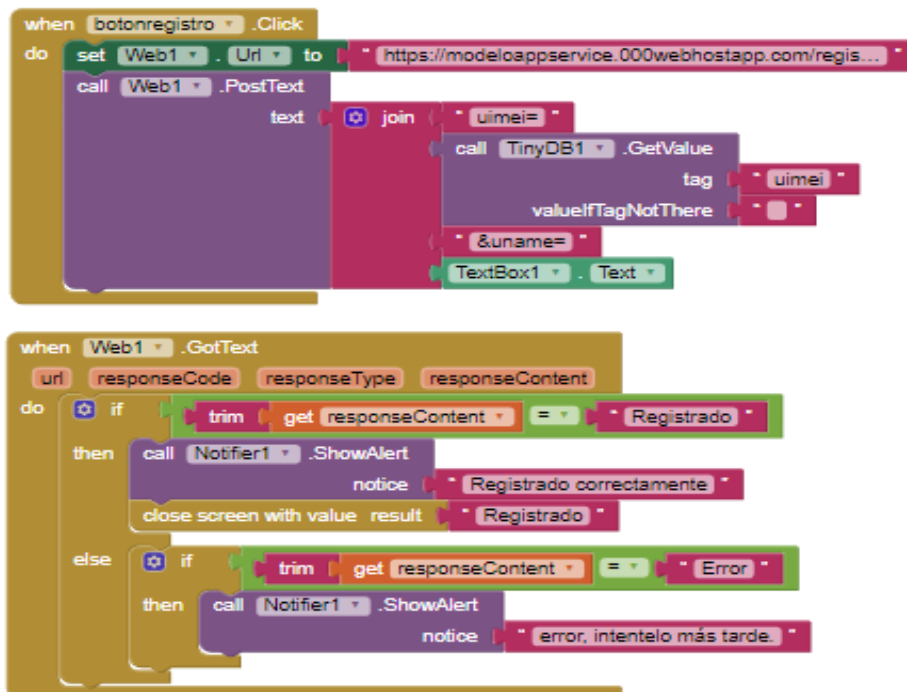 when botonregistro .Click
do set Web1 . Url to " https://modeloappservice.000webhostapp.com/regis... "
call Web1 .PostText
text join " uimei= "
call TinyDB1 .GetValue
tag " uimei "
valueIfTagNotThere " "
" &uname= "
TextBox1 . Text
when Web1 .GotText
url responseCode responseType responseContent
do if trim get responseContent = " Registrado "
then call Notifier1 .ShowAlert
notice " Registrado correctamente "
close screen with value result " Registrado "
else if trim get responseContent = " Error "
then call Notifier1 .ShowAlert
notice " error, intentelo más tarde. "